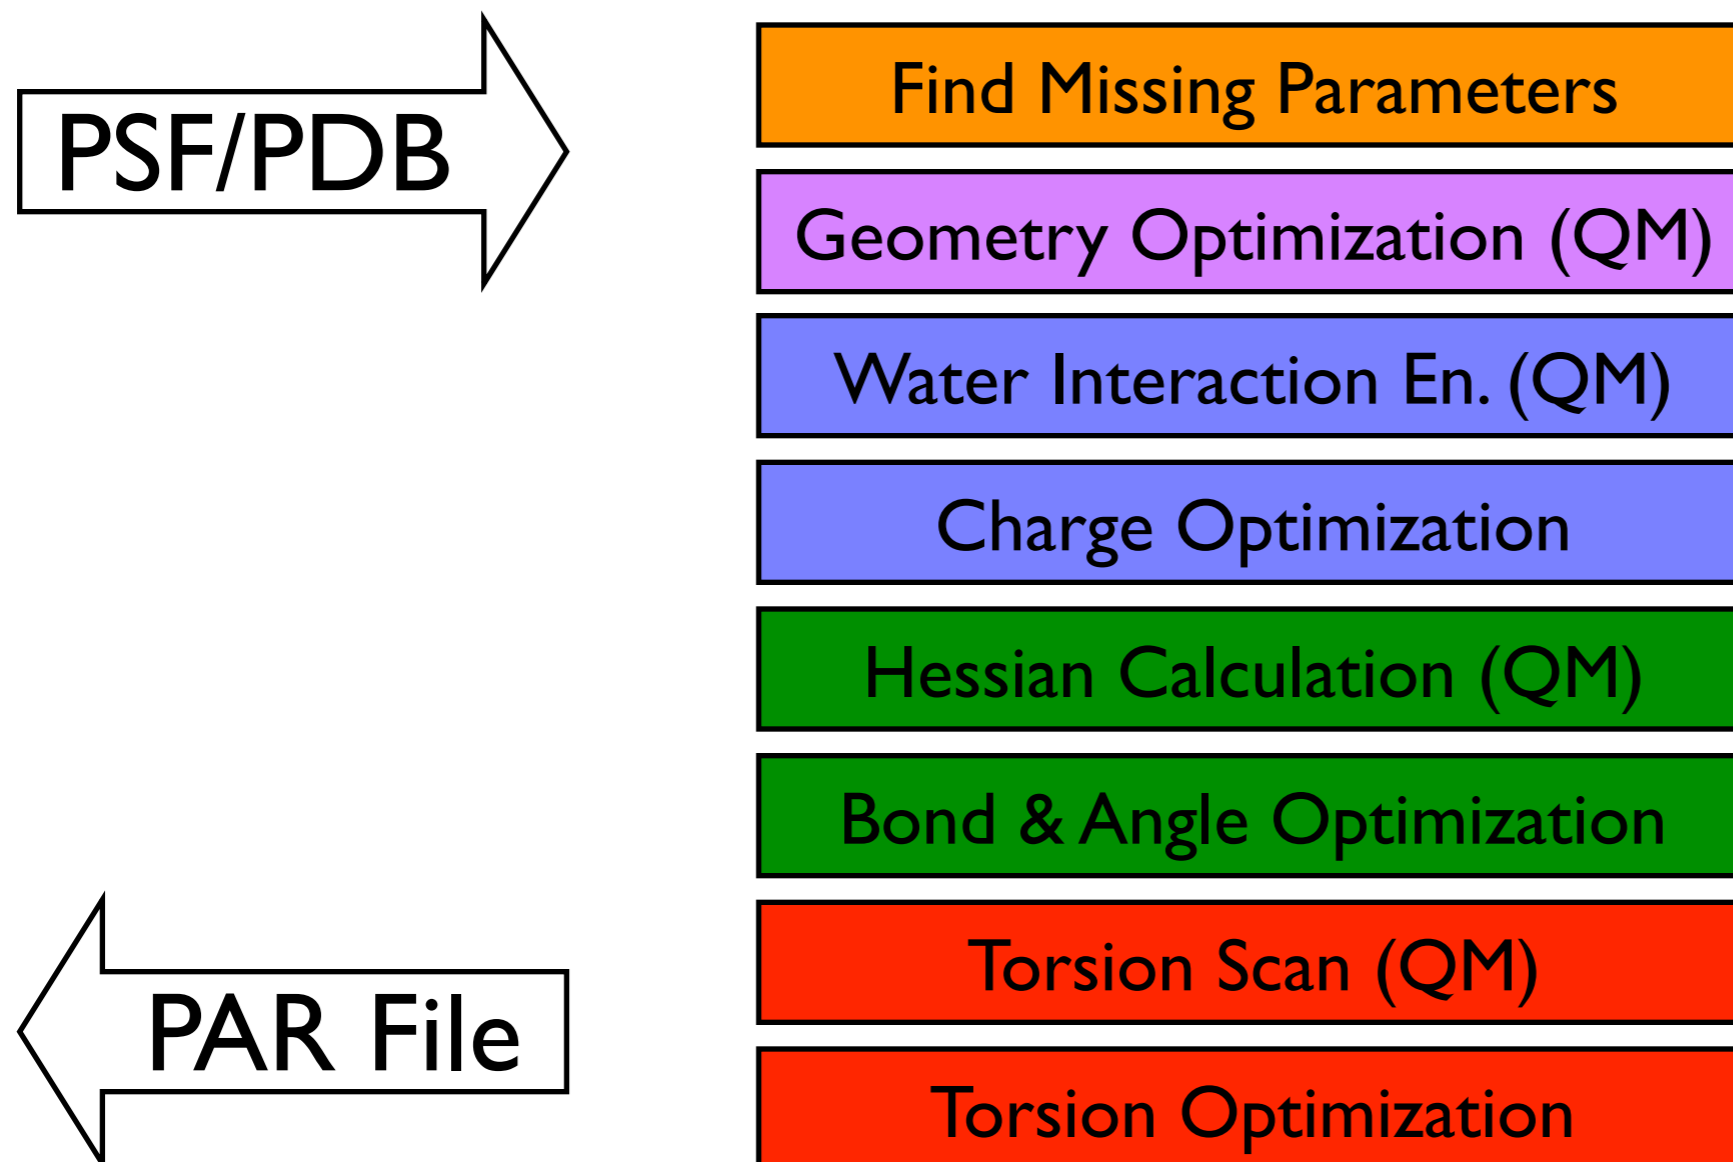 PSF/PDB
Find Missing Parameters
Geometry Optimization (QM)
Water Interaction En. (QM)
Charge Optimization
Hessian Calculation (QM)
Bond & Angle Optimization
Torsion Scan (QM)
PAR File
Torsion Optimization